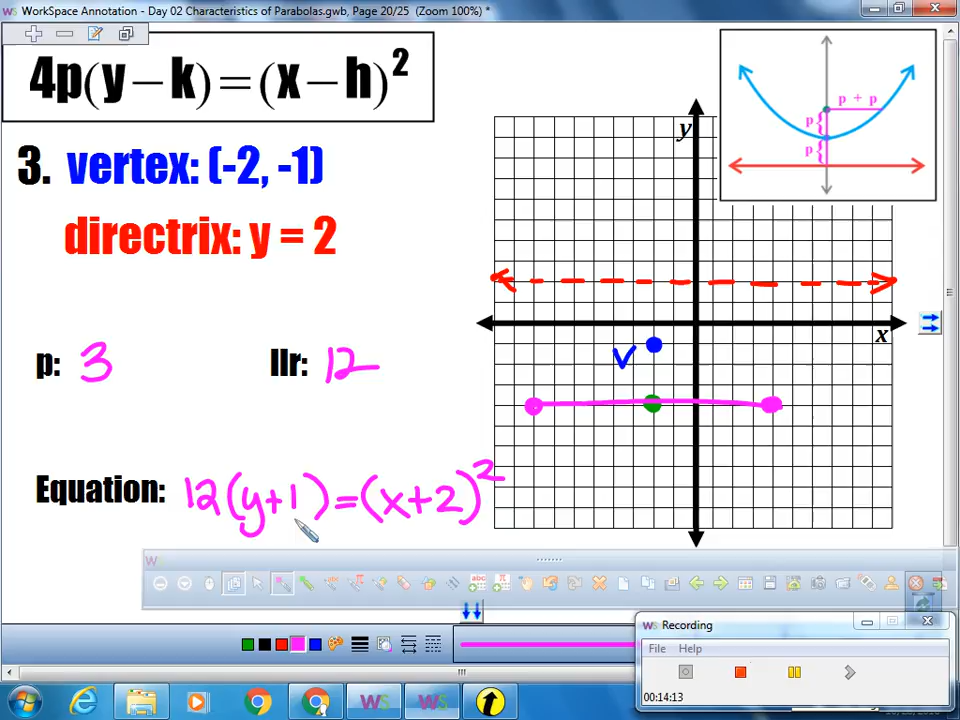 WorkSpace Annotation - Day 02 Characteristics of Parabolas.gwb, Page 20/25 (Zoom 100%) *
4p(y−k)=(x−h)²
3. vertex: (-2, -1)
directrix: y = 2
p: 3
llr: 12
Equation: 12(y+1)=(x+2)²
y
x
V
p + p
p{
p{
abc
Recording
File Help
00:14:13